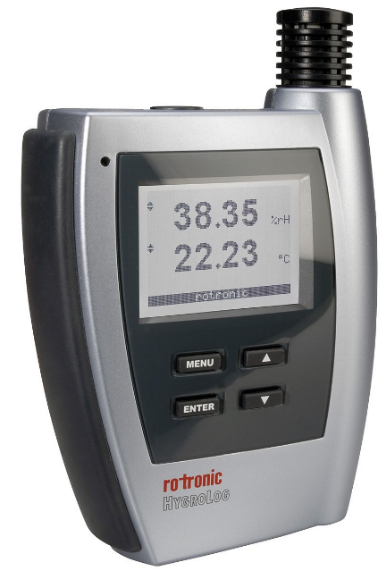 38.35 %rH
22.23 °C
rotronic
MENU
ENTER
rotronic
HYGROLOG